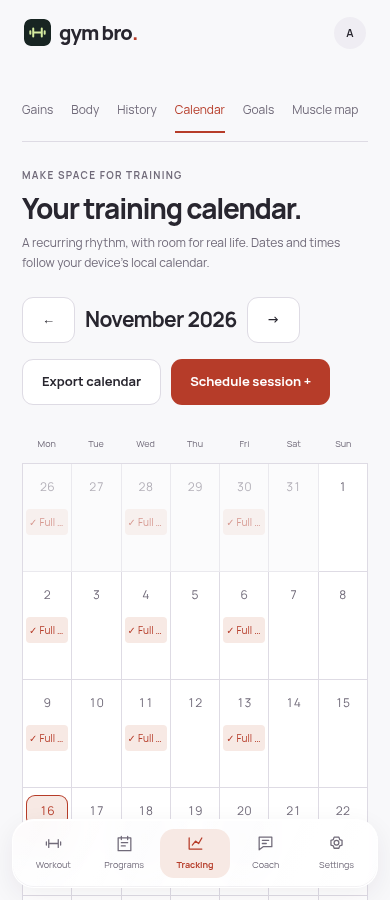 gym bro.
A
Gains Body History Calendar Goals Muscle map
MAKE SPACE FOR TRAINING
Your training calendar.
A recurring rhythm, with room for real life. Dates and times
follow your device's local calendar.
← November 2026 →
Export calendar Schedule session +
Mon Tue Wed Thu Fri Sat Sun
26 27 28 29 30 31 1
✓ Full … ✓ Full … ✓ Full …
2 3 4 5 6 7 8
✓ Full … ✓ Full … ✓ Full …
9 10 11 12 13 14 15
✓ Full … ✓ Full … ✓ Full …
16 17 18 19 20 21 22
Workout Programs Tracking Coach Settings